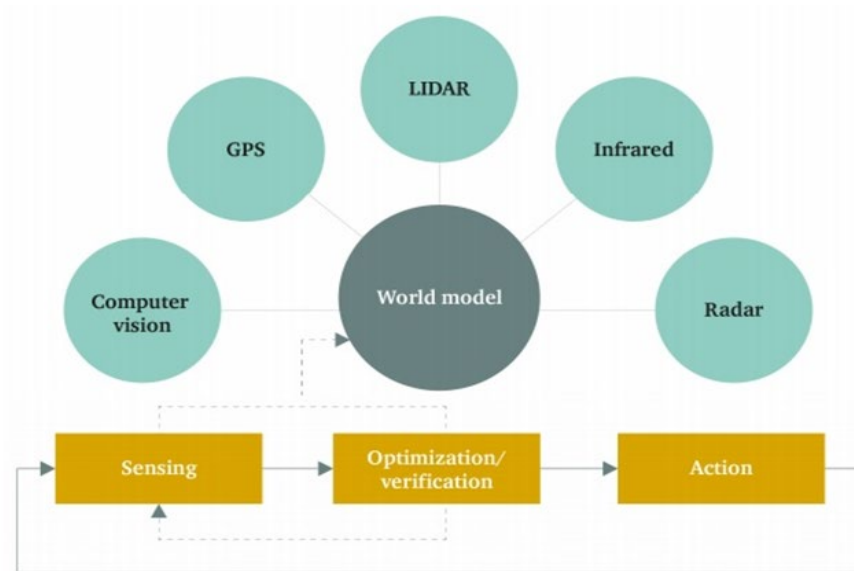 LIDAR
GPS
Infrared
Computer
vision
World model
Radar
Sensing
Optimization/
verification
Action